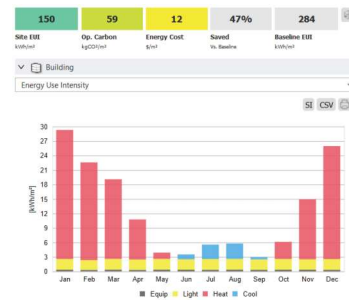 150 59 12 47% 284
Site EUI Op. Carbon Energy Cost Saved Baseline EUI
kWh/m² kgCO2/m² $/m² Vs. Baseline kWh/m²
Building
Energy Use Intensity
SI CSV
[kWh/m²]
30
27
24
21
18
15
12
9
6
3
0
Jan Feb Mar Apr May Jun Jul Aug Sep Oct Nov Dec
Equip Light Heat Cool